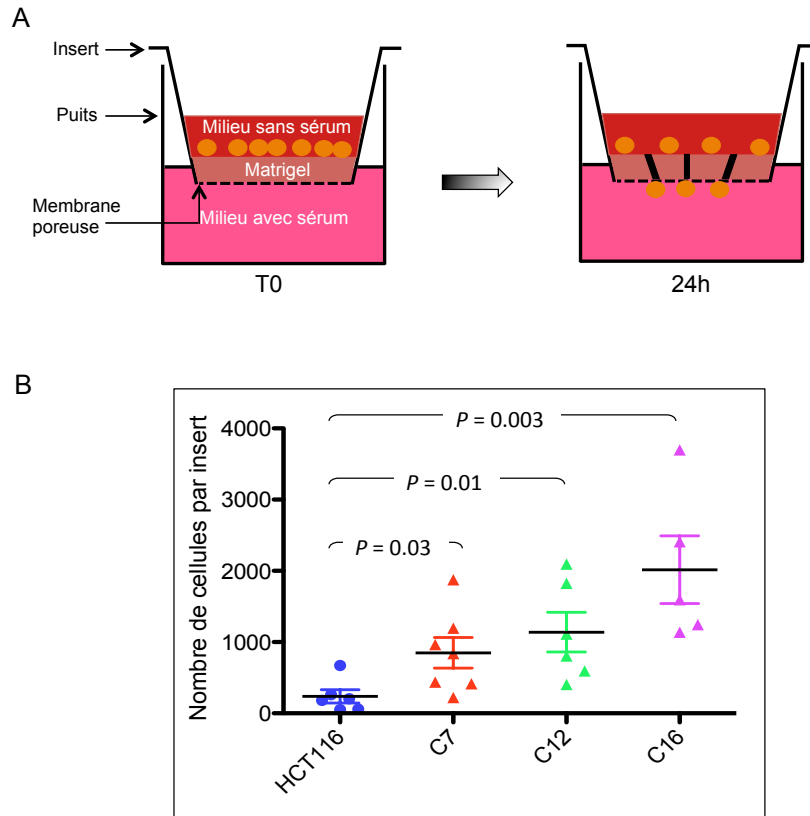 A
Insert
Puits
Milieu sans sérum
Matrigel
Membrane
poreuse
Milieu avec sérum
T0
24h
B
Nombre de cellules par insert
4000
3000
2000
1000
0
P = 0.003
P = 0.01
P = 0.03
HCT116
C7
C12
C16